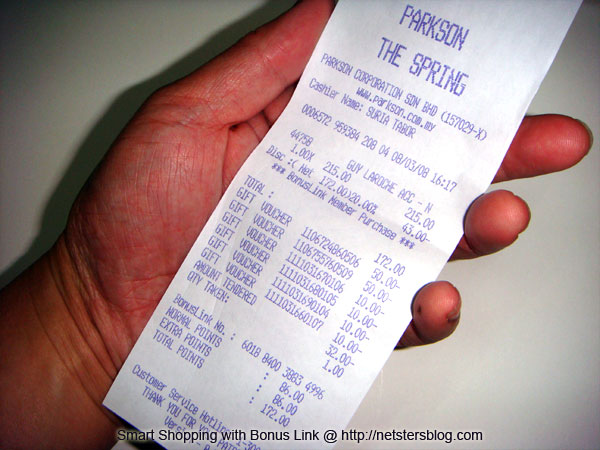 PARKSON
THE SPRING
PARKSON CORPORATION SDN BHD (157029-X)
www.parkson.com.my
Cashier Name: SURIA TABOR
0006572 959384 208 04 08/03/08 16:17
44758 GUY LAROCHE HCC - N
1.00X 215.00 215.00
Disc :( Net 172.00)20.00% 43.00-
*** BonusLink Member Purchase ***
TOTAL : 172.00
GIFT VOUCHER 1106724860506 50.00-
GIFT VOUCHER 1106755760509 50.00-
GIFT VOUCHER 1111031670106 10.00-
GIFT VOUCHER 1111031680105 10.00-
GIFT VOUCHER 1111031690104 10.00-
GIFT VOUCHER 1111031660107 10.00-
AMOUNT TENDERED 32.00-
QTY TAKEN: 1.00
BonusLink No. : 6018 8400 3883 4996
NORMAL POINTS : 86.00
EXTRA POINTS : 86.00
TOTAL POINTS : 172.00
Customer Service Hotline
THANK YOU FOR
Smart Shopping with Bonus Link @ http://netstersblog.com